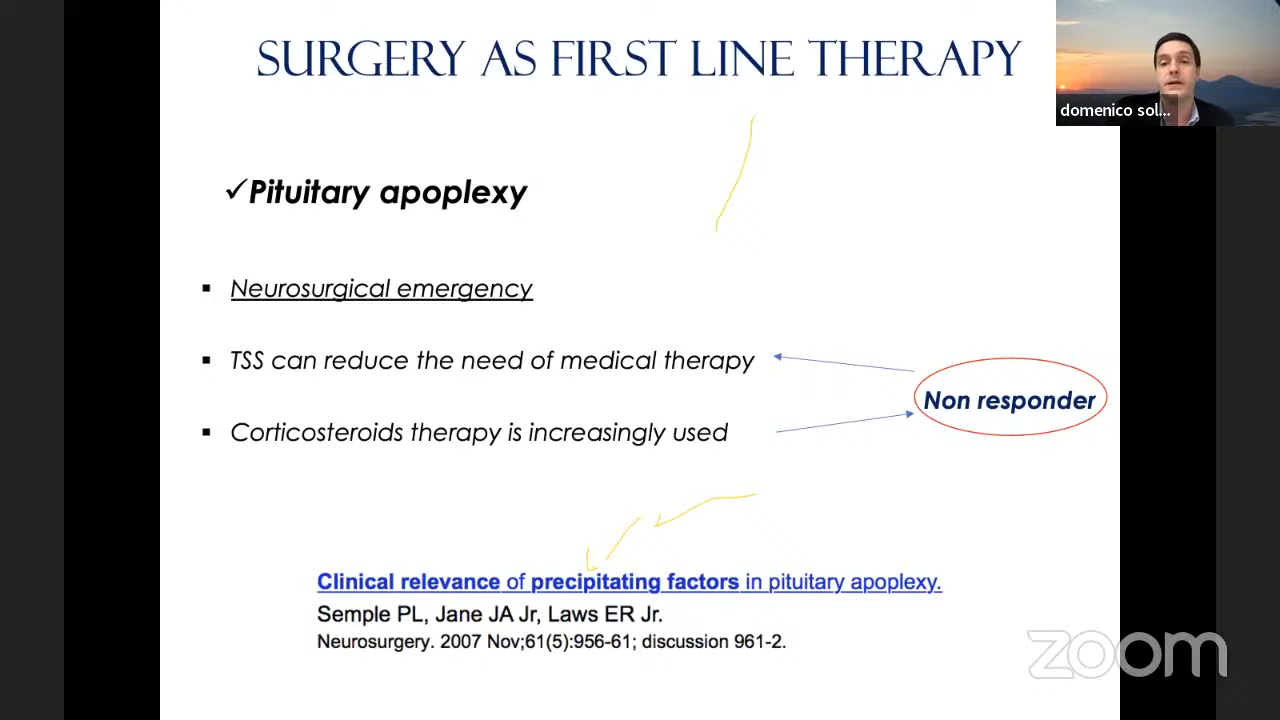 SURGERY AS FIRST LINE THERAPY
domenico sol...
✓Pituitary apoplexy
▪ Neurosurgical emergency
▪ TSS can reduce the need of medical therapy
Non responder
▪ Corticosteroids therapy is increasingly used
Clinical relevance of precipitating factors in pituitary apoplexy.
Semple PL, Jane JA Jr, Laws ER Jr.
Neurosurgery. 2007 Nov;61(5):956-61; discussion 961-2.
zoom